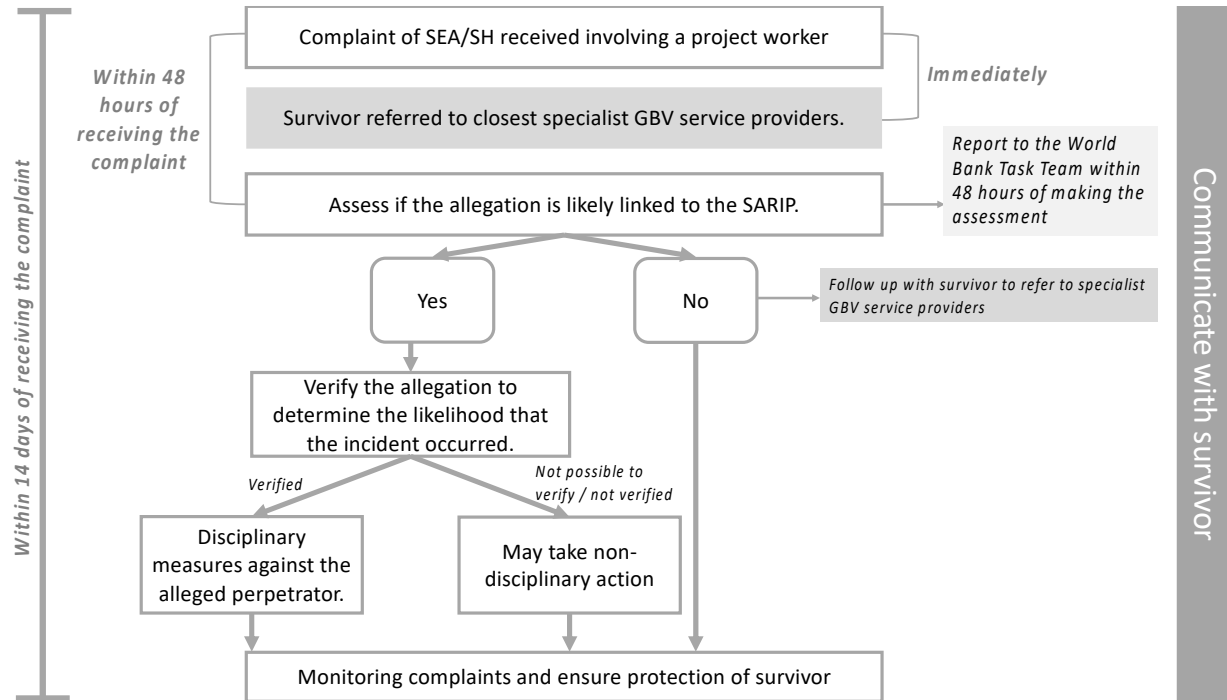 Complaint of SEA/SH received involving a project worker
Within 48
hours of
receiving the
complaint
Immediately
Survivor referred to closest specialist GBV service providers.
Report to the World
Bank Task Team within
48 hours of making the
assessment
Assess if the allegation is likely linked to the SARIP.
Yes
No
Follow up with survivor to refer to specialist
GBV service providers
Verify the allegation to
determine the likelihood that
the incident occurred.
Verified
Not possible to
verify / not verified
Disciplinary
measures against the
alleged perpetrator.
May take non-
disciplinary action
Monitoring complaints and ensure protection of survivor
Within 14 days of receiving the complaint
Communicate with survivor